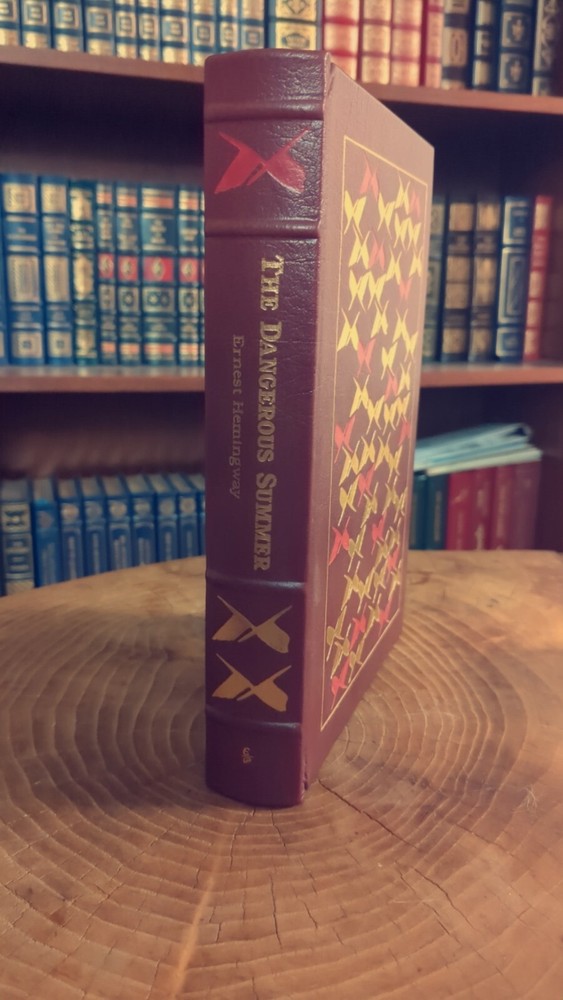 THE DANGEROUS SUMMER
Ernest Hemingway